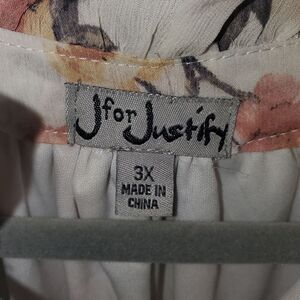 J for Justify
3X
MADE IN
CHINA